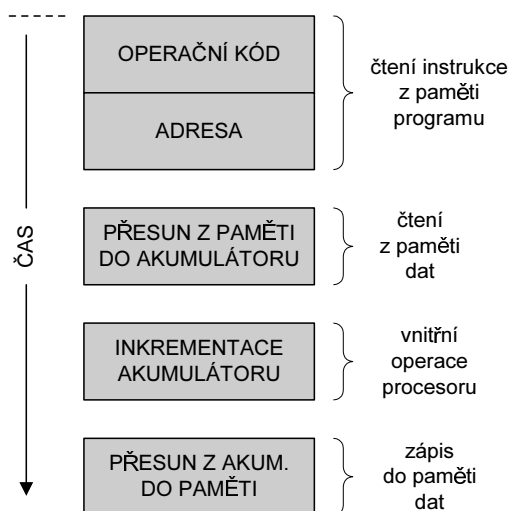 OPERAČNÍ KÓD
ADRESA
čtení instrukce
z paměti
programu
ČAS
PŘESUN Z PAMĚTI
DO AKUMULÁTORU
čtení
z paměti
dat
INKREMENTACE
AKUMULÁTORU
vnitřní
operace
procesoru
PŘESUN Z AKUM.
DO PAMĚTI
zápis
do paměti
dat